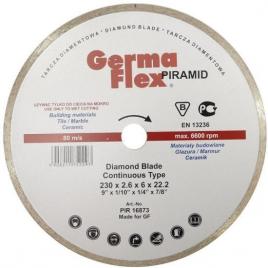 TARCZA DIAMENTOWA
DIAMOND BLADE
TARCZA DIAMENTOWA
Germa
Flex
PIRAMID
UŻYWAĆ TYLKO DO CIĘCIA NA MOKRO
USE ONLY TO WET CUTTING
Building materials
Tile / Marble
Ceramic
80 m/s
B
EN 13236
max. 6600 rpm
Materiały budowlane
Glazura / Marmur
Ceramik
Diamond Blade
Continuous Type
230 x 2.6 x 6 x 22.2
9" x 1/10" x 1/4" x 7/8"
Art.-No.
PIR 16873
Made for GF